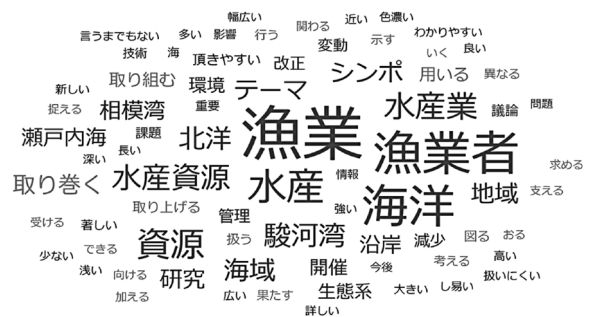 幅広い 関わる 近い 色濃い
言うまでもない 多い 影響 行う 変動 示す わかりやすい
技術 海 頂きやすい 改正 シンポ いく 良い
新しい 取り組む 環境 テーマ 用いる 異なる
捉える 相模湾 重要 漁業 水産業 議論 問題
瀬戸内海 課題 北洋 漁業者
深い 長い 水産資源 水産 情報 海洋 地域 求める
取り巻く 支える
取り上げる 管理 強い
受ける 著しい 資源 扱う 駿河湾 沿岸 減少 図る おる
少ない できる 海域 開催 今後 考える 高い
浅い 向ける 研究 扱いにくい
加える 広い 果たす 生態系 大きい し易い
詳しい